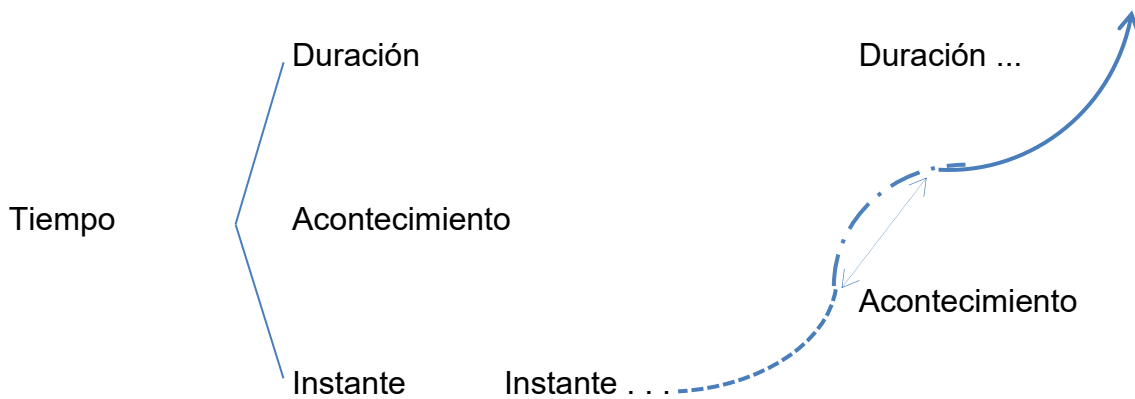 Duración
Duración ...
Tiempo
Acontecimiento
Acontecimiento
Instante
Instante . . .